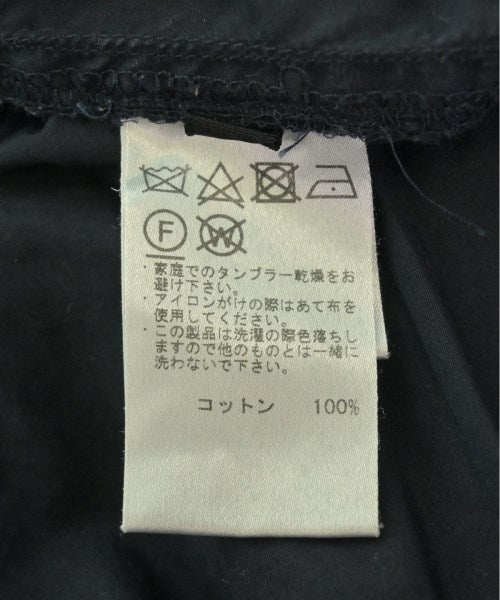 F W
・家庭でのタンブラー乾燥をお
避け下さい。
・アイロンがけの際はあて布を
使用してください。
・この製品は洗濯の際色落ちし
ますので他のものとは一緒に
洗わないで下さい。
コットン 100%